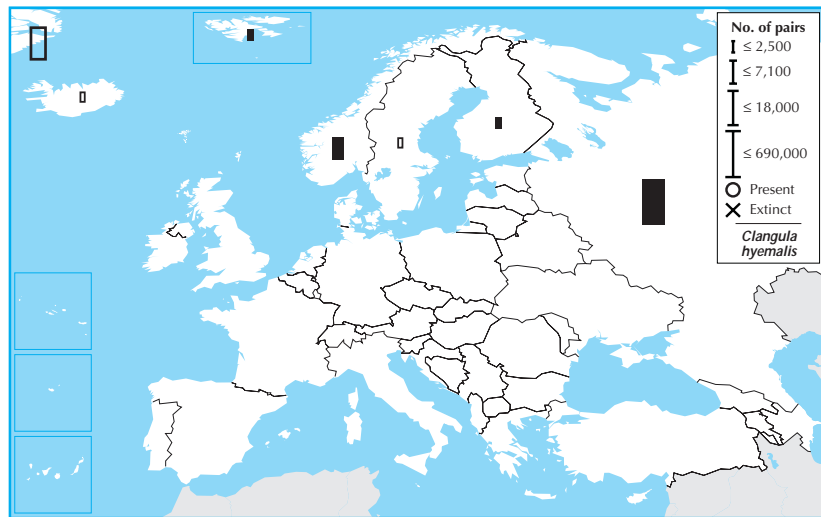 No. of pairs
≤ 2,500
≤ 7,100
≤ 18,000
≤ 690,000
Present
Extinct
Clangula
hyemalis